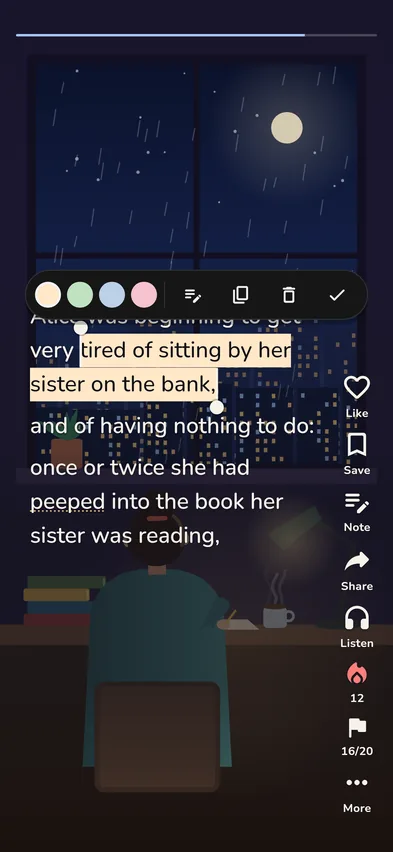 Alice was beginning to get
very tired of sitting by her
sister on the bank,
and of having nothing to do:
once or twice she had
peeped into the book her
sister was reading,
Like
Save
Note
Share
Listen
12
16/20
More